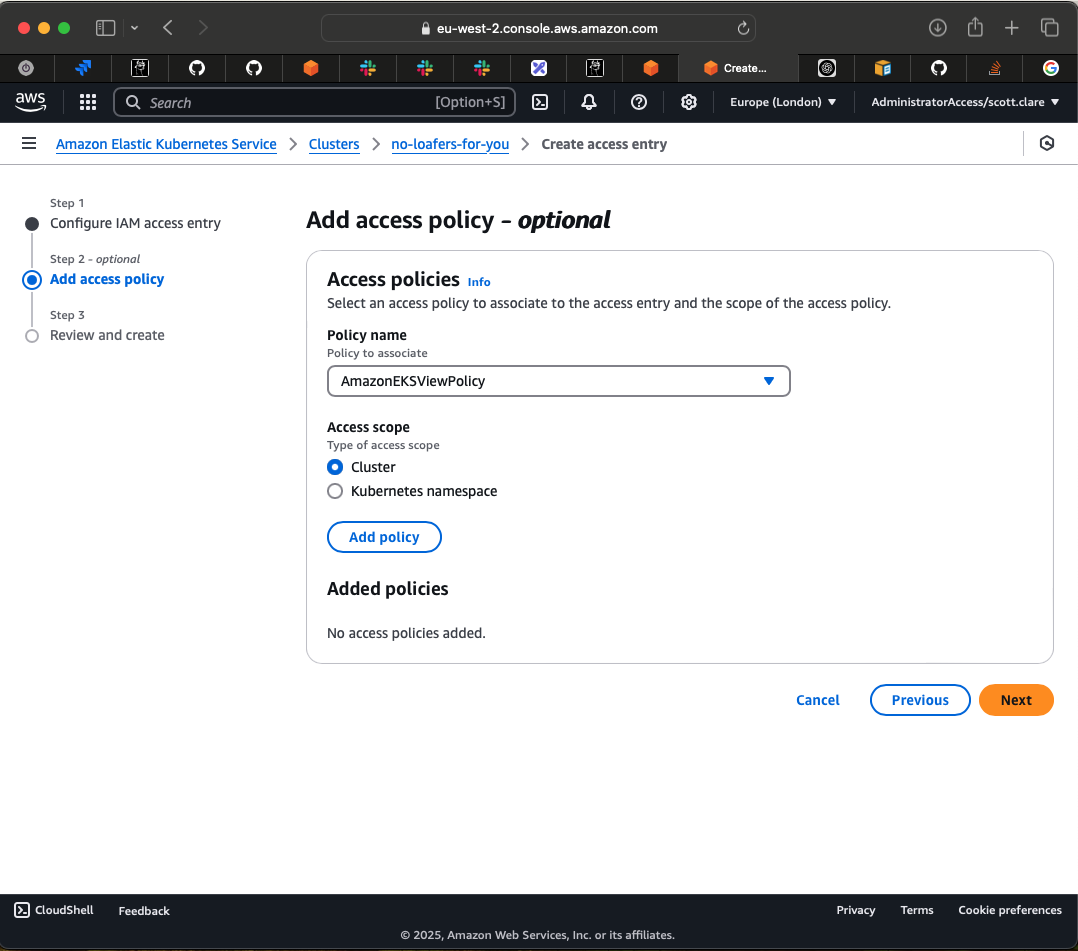 eu-west-2.console.aws.amazon.com
Create...
aws
Search
[Option+S]
Europe (London)
AdministratorAccess/scott.clare
Amazon Elastic Kubernetes Service
Clusters
no-loafers-for-you
Create access entry
Step 1
Configure IAM access entry
Step 2 - optional
Add access policy
Step 3
Review and create
Add access policy - optional
Access policies Info
Select an access policy to associate to the access entry and the scope of the access policy.
Policy name
Policy to associate
AmazonEKSViewPolicy
Access scope
Type of access scope
Cluster
Kubernetes namespace
Add policy
Added policies
No access policies added.
Cancel
Previous
Next
CloudShell
Feedback
Privacy
Terms
Cookie preferences
© 2025, Amazon Web Services, Inc. or its affiliates.